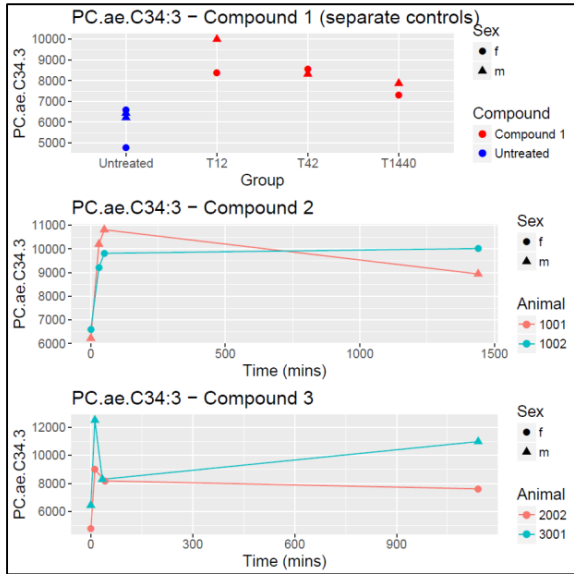 PC.ae.C34:3 − Compound 1 (separate controls)
PC.ae.C34.3
10000
9000
8000
7000
6000
5000
Untreated
T12
T42
T1440
Group
Sex
f
m
Compound
Compound 1
Untreated
PC.ae.C34:3 − Compound 2
PC.ae.C34.3
11000
10000
9000
8000
7000
6000
0
500
1000
1500
Time (mins)
Sex
f
m
Animal
1001
1002
PC.ae.C34:3 − Compound 3
PC.ae.C34.3
12000
10000
8000
6000
0
300
600
900
Time (mins)
Sex
f
m
Animal
2002
3001